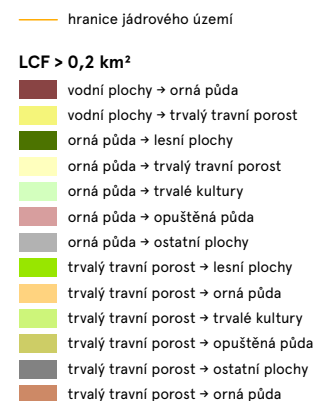 hranice jádrového území
LCF > 0,2 km²
vodní plochy → orná půda
vodní plochy → trvalý travní porost
orná půda → lesní plochy
orná půda → trvalý travní porost
orná půda → trvalé kultury
orná půda → opuštěná půda
orná půda → ostatní plochy
trvalý travní porost → lesní plochy
trvalý travní porost → orná půda
trvalý travní porost → trvalé kultury
trvalý travní porost → opuštěná půda
trvalý travní porost → ostatní plochy
trvalý travní porost → orná půda